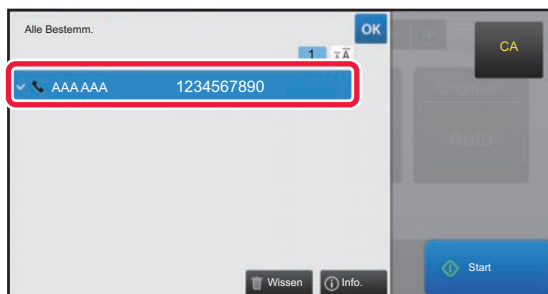 Alle Bestemm.
OK
1
AAA AAA 1234567890
Wissen
Info.
CA
Origineel
Auto
Start